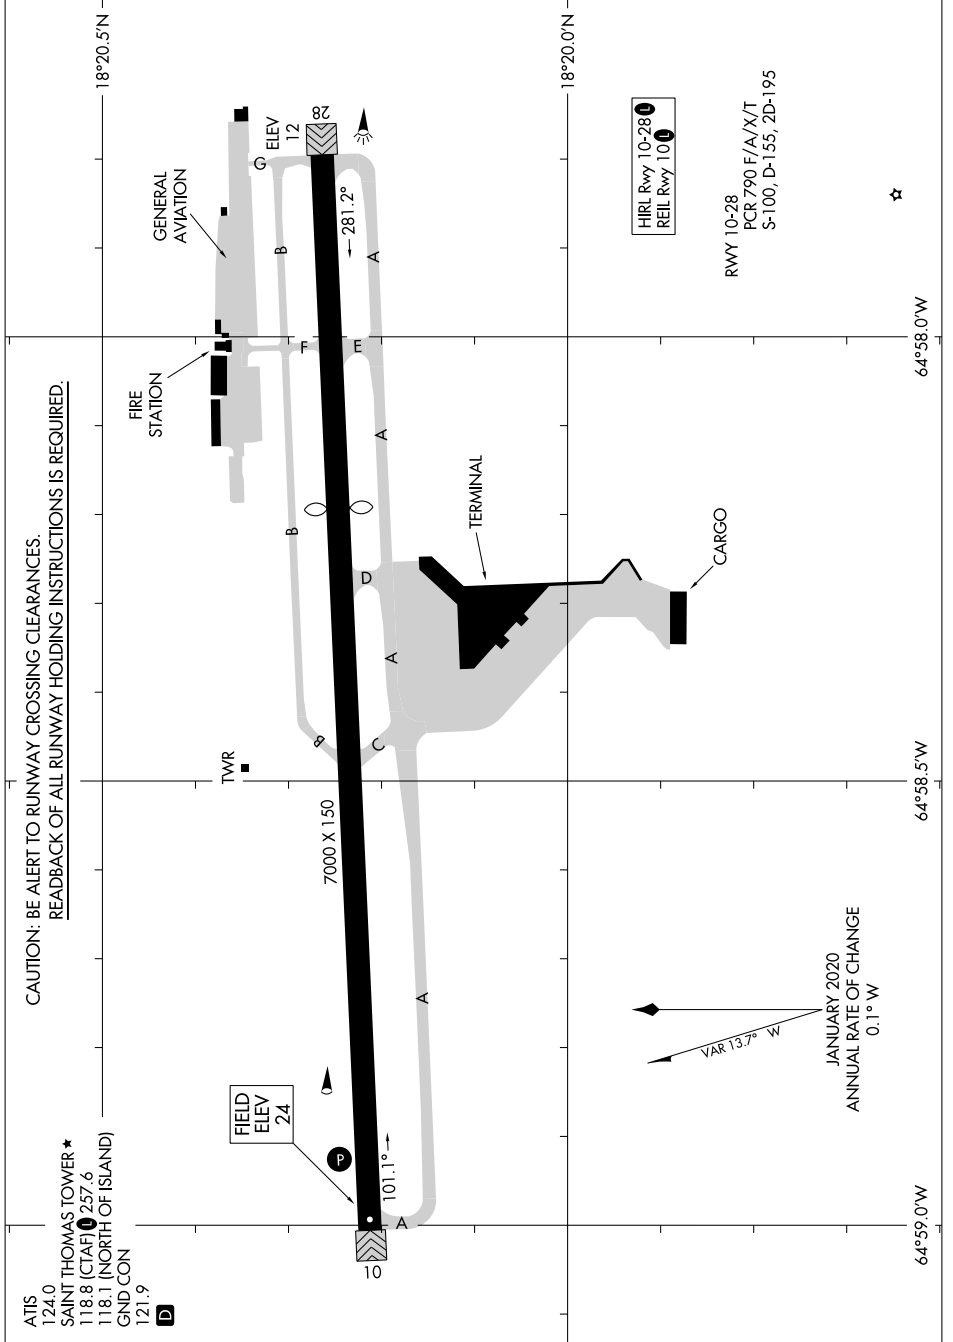 CAUTION: BE ALERT TO RUNWAY CROSSING CLEARANCES.
READBACK OF ALL RUNWAY HOLDING INSTRUCTIONS IS REQUIRED.
ATIS
124.0
SAINT THOMAS TOWER★
118.8 (CTAF) L 257.6
118.1 (NORTH OF ISLAND)
GND CON
121.9
D
18°20.5'N
18°20.0'N
64°58.0'W
64°58.5'W
64°59.0'W
GENERAL
AVIATION
FIRE
STATION
TWR
ELEV
12
28
281.2°
G
B
A
F
E
A
B
D
A
B
C
7000 X 150
A
FIELD
ELEV
24
P
101.1°
A
10
TERMINAL
CARGO
HIRL Rwy 10-28 L
REIL Rwy 10 L
RWY 10-28
PCR 790 F/A/X/T
S-100, D-155, 2D-195
VAR 13.7° W
JANUARY 2020
ANNUAL RATE OF CHANGE
0.1° W